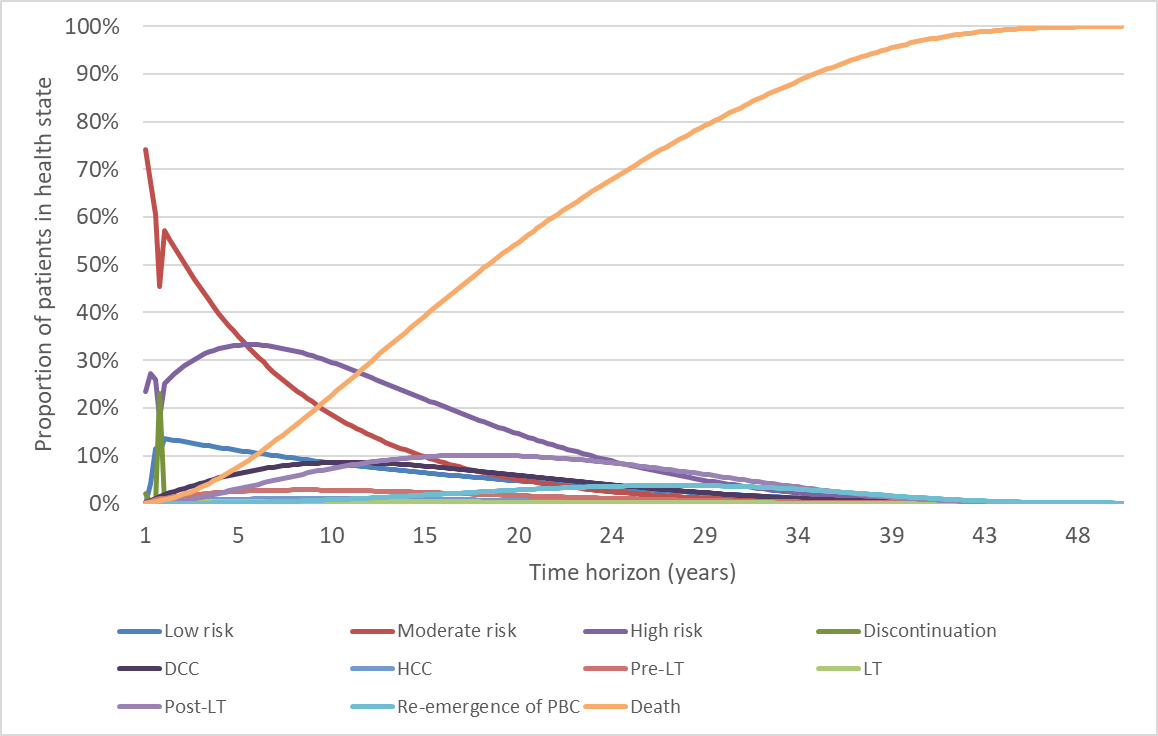 100%
90%
80%
70%
60%
50%
40%
30%
20%
10%
0%
Proportion of patients in health state
1 5 10 15 20 24 29 34 39 43 48
Time horizon (years)
Low risk Moderate risk High risk Discontinuation
DCC HCC Pre-LT LT
Post-LT Re-emergence of PBC Death